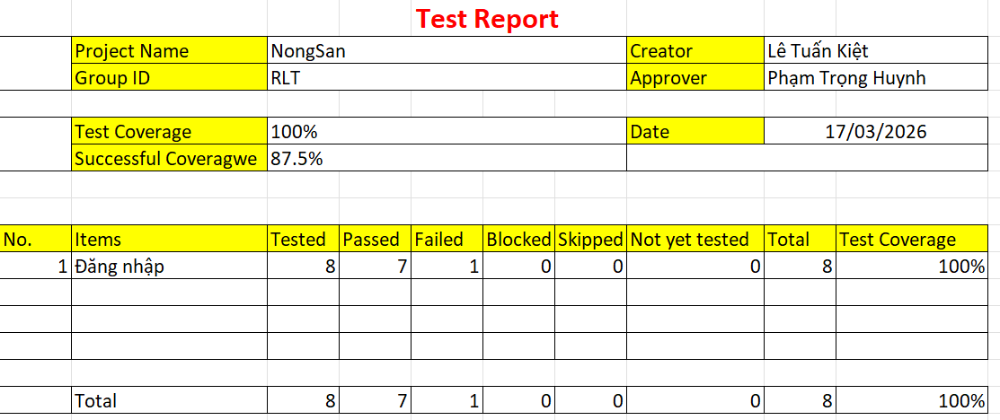 Test Report
Project Name NongSan Creator Lê Tuấn Kiệt
Group ID RLT Approver Phạm Trọng Huynh
Test Coverage 100% Date 17/03/2026
Successful Coveragwe 87.5%
No. Items Tested Passed Failed Blocked Skipped Not yet tested Total Test Coverage
1 Đăng nhập 8 7 1 0 0 0 8 100%
Total 8 7 1 0 0 0 8 100%